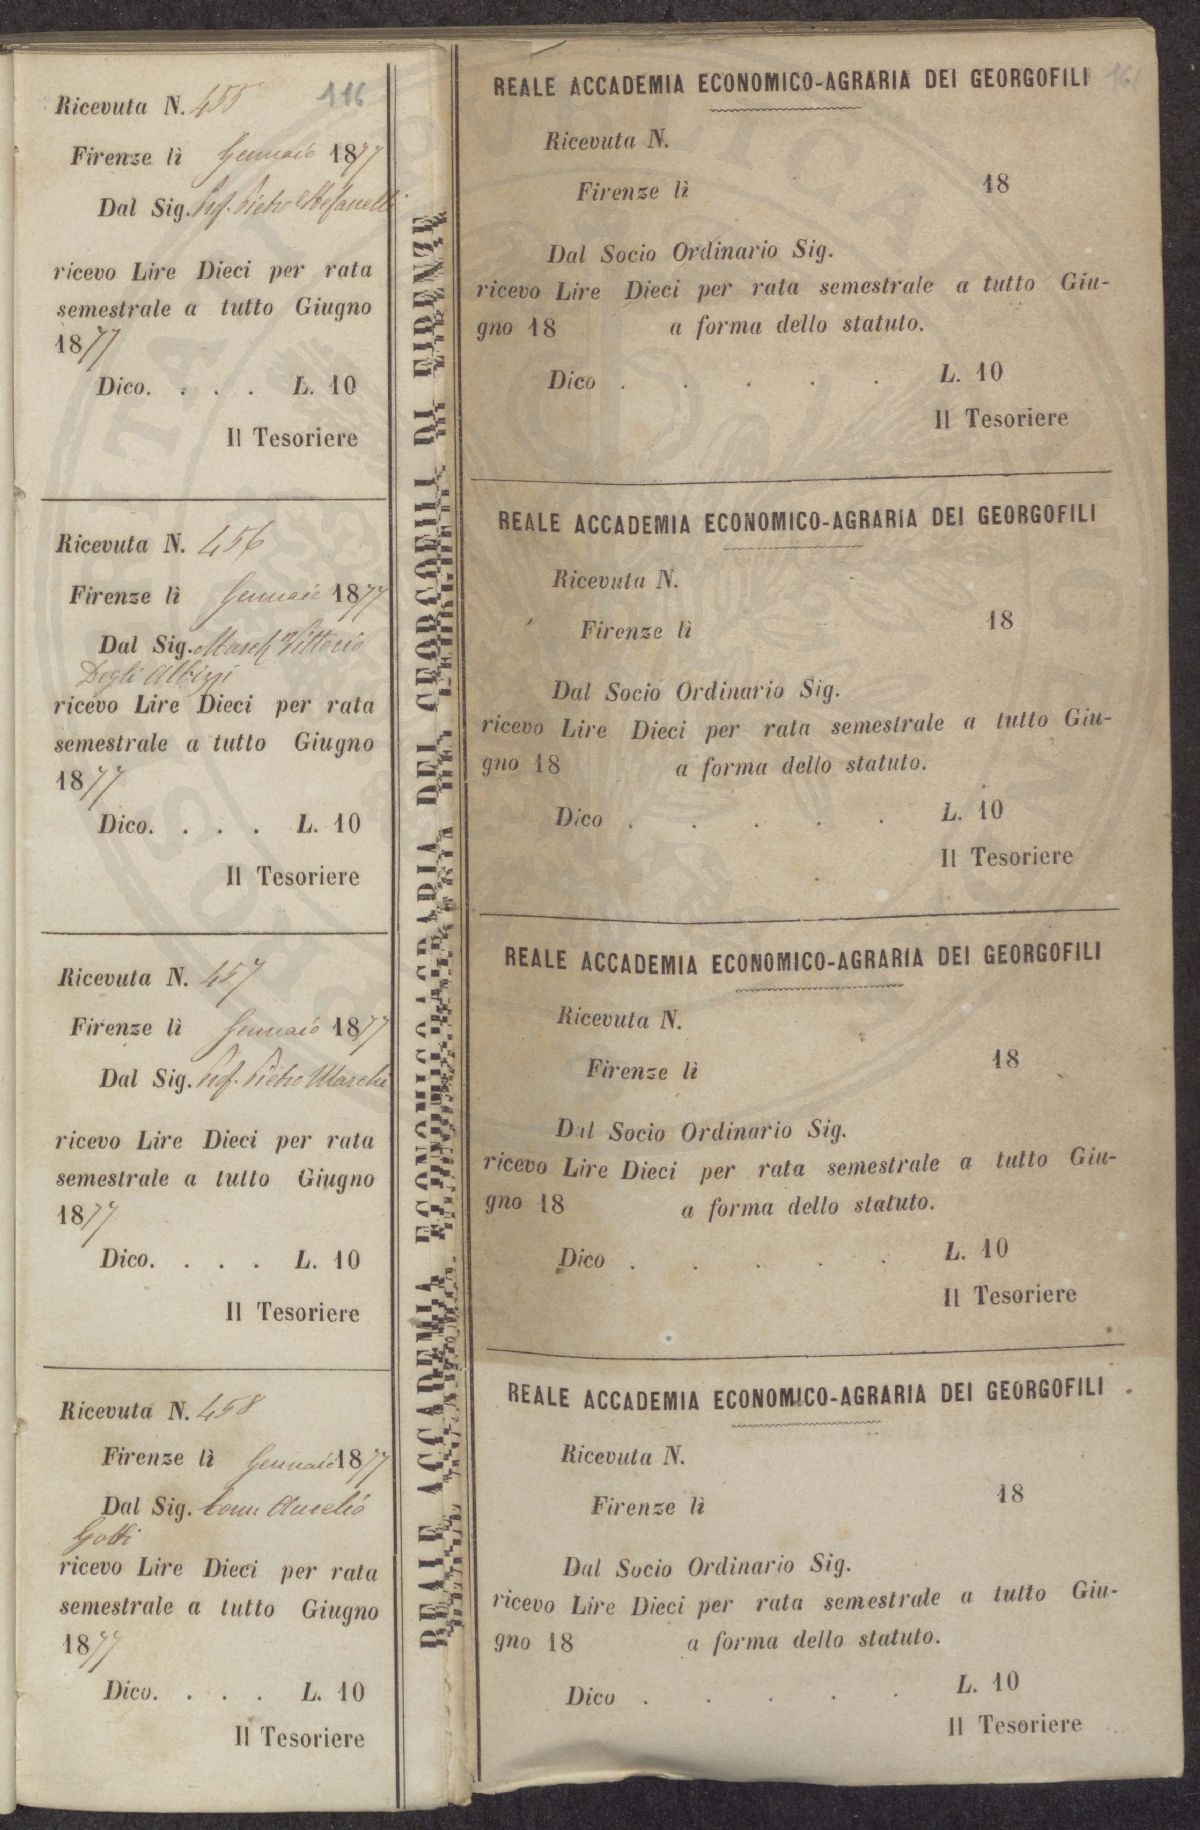 116
Ricevuta N. 455
Firenze lì Gennaio 1877
Dal Sig. Prof. Pietro Stefanelli
ricevo Lire Dieci per rata
semestrale a tutto Giugno
1877
Dico. . . . L. 10
Il Tesoriere
Ricevuta N. 456
Firenze lì Gennaio 1877
Dal Sig. March Vittorio
Degli Albizzi
ricevo Lire Dieci per rata
semestrale a tutto Giugno
1877
Dico. . . . L. 10
Il Tesoriere
Ricevuta N. 457
Firenze lì Gennaio 1877
Dal Sig. Prof. Pietro Marchi
ricevo Lire Dieci per rata
semestrale a tutto Giugno
1877
Dico. . . . L. 10
Il Tesoriere
Ricevuta N. 458
Firenze lì Gennaio 1877
Dal Sig. Comm Aurelio
Gotti
ricevo Lire Dieci per rata
semestrale a tutto Giugno
1877
Dico. . . . L. 10
Il Tesoriere
REALE ACCADEMIA ECONOMICO-AGRARIA DEI GEORGOFILI DI FIRENZE
REALE ACCADEMIA ECONOMICO-AGRARIA DEI GEORGOFILI
161
Ricevuta N.
Firenze lì 18
Dal Socio Ordinario Sig.
ricevo Lire Dieci per rata semestrale a tutto Giu-
gno 18 a forma dello statuto.
Dico . . . . . L. 10
Il Tesoriere
REALE ACCADEMIA ECONOMICO-AGRARIA DEI GEORGOFILI
Ricevuta N.
Firenze lì 18
Dal Socio Ordinario Sig.
ricevo Lire Dieci per rata semestrale a tutto Giu-
gno 18 a forma dello statuto.
Dico . . . . . L. 10
Il Tesoriere
REALE ACCADEMIA ECONOMICO-AGRARIA DEI GEORGOFILI
Ricevuta N.
Firenze lì 18
Dal Socio Ordinario Sig.
ricevo Lire Dieci per rata semestrale a tutto Giu-
gno 18 a forma dello statuto.
Dico . . . . . L. 10
Il Tesoriere
REALE ACCADEMIA ECONOMICO-AGRARIA DEI GEORGOFILI
Ricevuta N.
Firenze lì 18
Dal Socio Ordinario Sig.
ricevo Lire Dieci per rata semestrale a tutto Giu-
gno 18 a forma dello statuto.
Dico . . . . . L. 10
Il Tesoriere